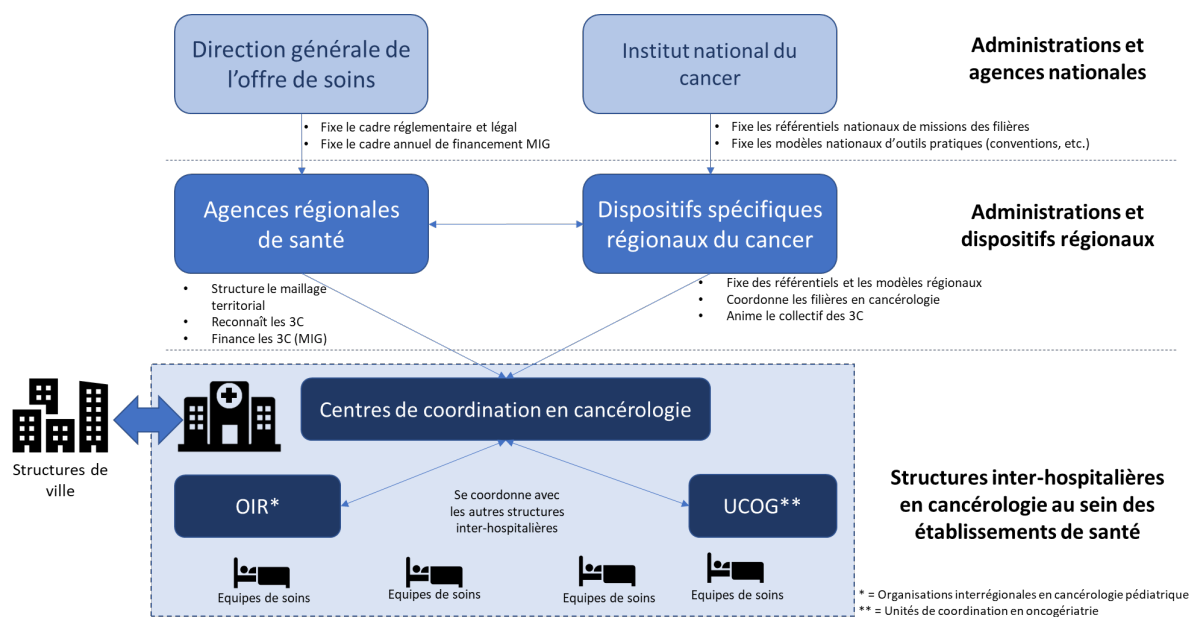 Direction générale de
l'offre de soins
Institut national du
cancer
Administrations et
agences nationales
• Fixe le cadre réglementaire et légal
• Fixe le cadre annuel de financement MIG
• Fixe les référentiels nationaux de missions des filières
• Fixe les modèles nationaux d'outils pratiques (conventions, etc.)
Agences régionales
de santé
Dispositifs spécifiques
régionaux du cancer
Administrations et
dispositifs régionaux
• Structure le maillage
territorial
• Reconnaît les 3C
• Finance les 3C (MIG)
• Fixe des référentiels et les modèles régionaux
• Coordonne les filières en cancérologie
• Anime le collectif des 3C
Centres de coordination en cancérologie
Structures de
ville
OIR*
Se coordonne avec
les autres structures
inter-hospitalières
UCOG**
Structures inter-hospitalières
en cancérologie au sein des
établissements de santé
Equipes de soins
Equipes de soins
Equipes de soins
Equipes de soins
* = Organisations interrégionales en cancérologie pédiatrique
** = Unités de coordination en oncogériatrie